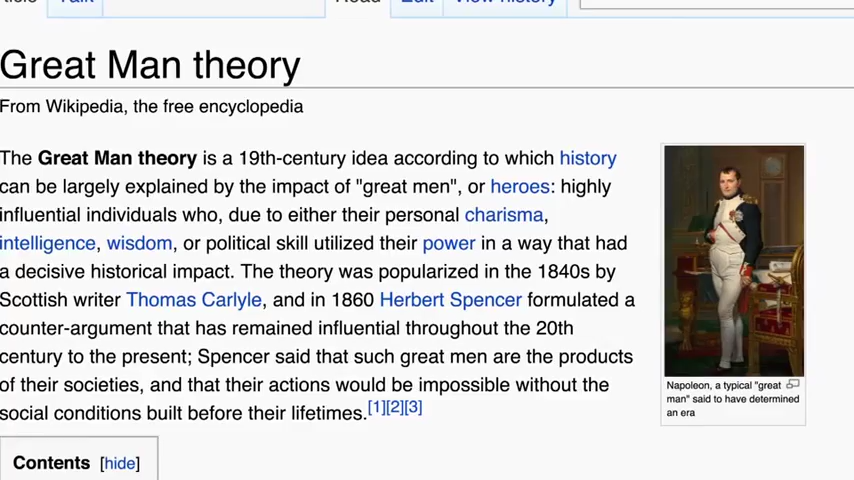 Talk
Read
Edit
View history
Great Man theory
From Wikipedia, the free encyclopedia
The Great Man theory is a 19th-century idea according to which history
can be largely explained by the impact of "great men", or heroes: highly
influential individuals who, due to either their personal charisma,
intelligence, wisdom, or political skill utilized their power in a way that had
a decisive historical impact. The theory was popularized in the 1840s by
Scottish writer Thomas Carlyle, and in 1860 Herbert Spencer formulated a
counter-argument that has remained influential throughout the 20th
century to the present; Spencer said that such great men are the products
of their societies, and that their actions would be impossible without the
social conditions built before their lifetimes.[1][2][3]
Napoleon, a typical "great
man" said to have determined
an era
Contents [hide]